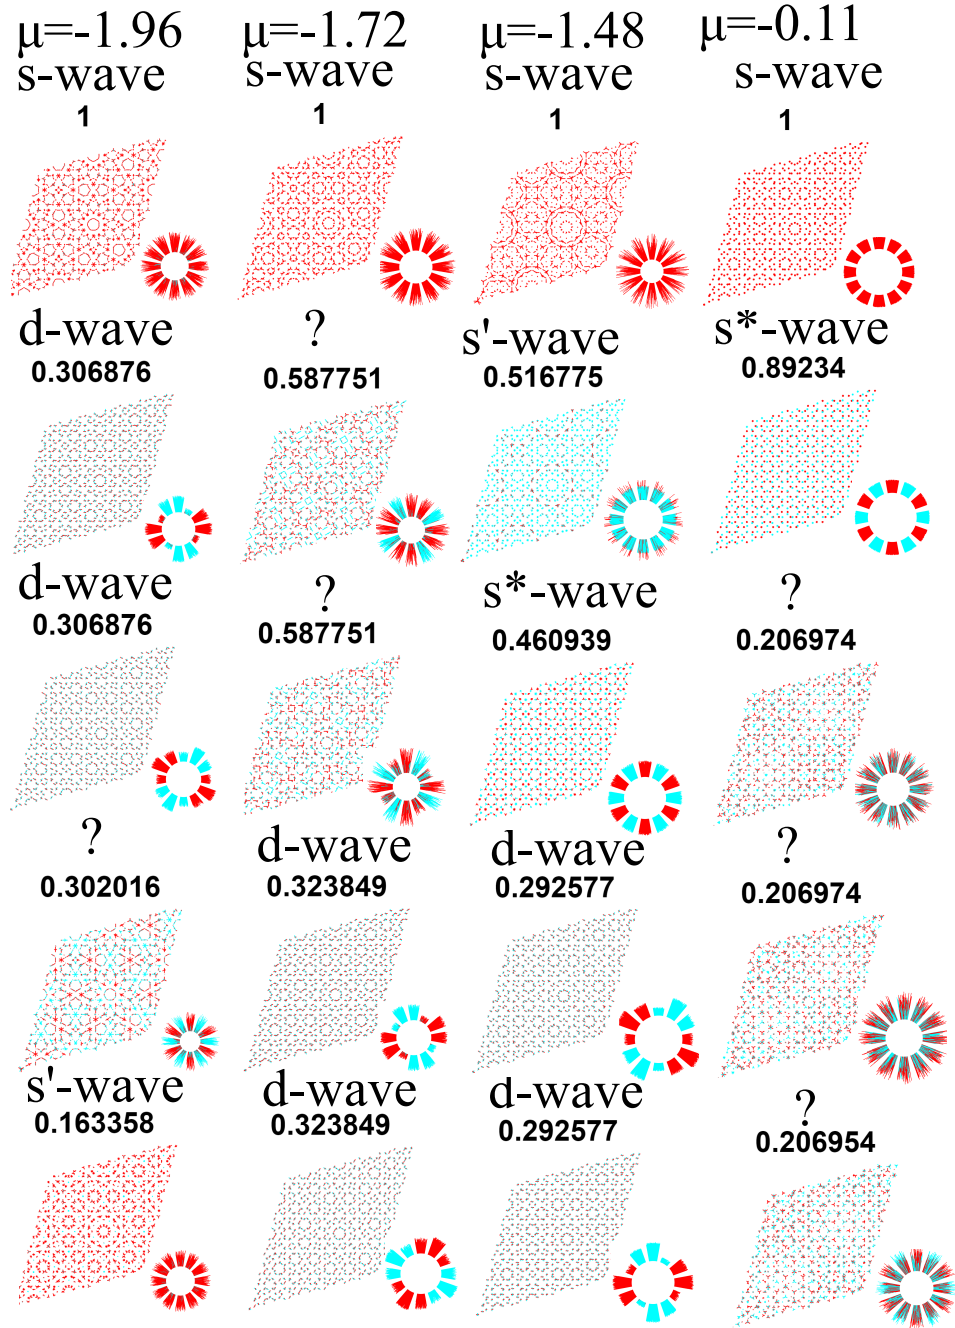 μ=-1.96 μ=-1.72 μ=-1.48 μ=-0.11
s-wave s-wave s-wave s-wave
1 1 1 1
d-wave ? s'-wave s*-wave
0.306876 0.587751 0.516775 0.89234
d-wave ? s*-wave ?
0.306876 0.587751 0.460939 0.206974
? d-wave d-wave ?
0.302016 0.323849 0.292577 0.206974
s'-wave d-wave d-wave ?
0.163358 0.323849 0.292577 0.206954